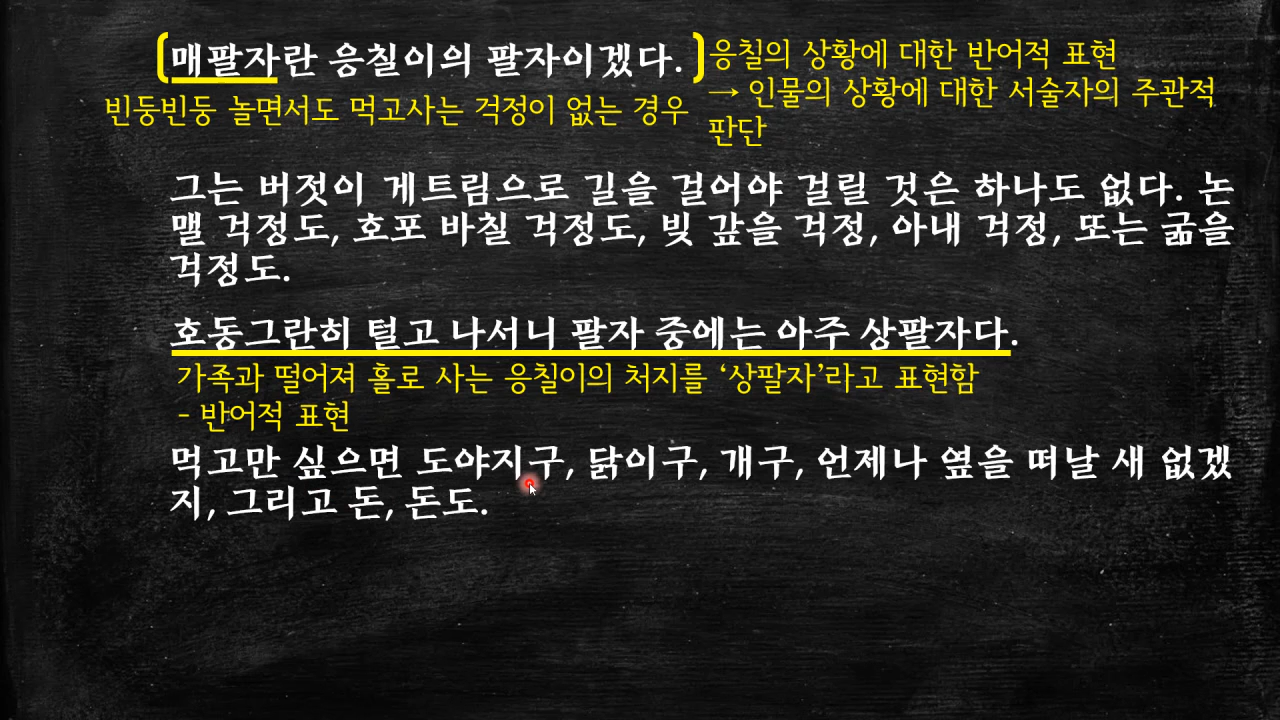 매팔자란 응칠이의 팔자이겠다.
응칠의 상황에 대한 반어적 표현
→ 인물의 상황에 대한 서술자의 주관적
판단
빈둥빈둥 놀면서도 먹고사는 걱정이 없는 경우
그는 버젓이 게트림으로 길을 걸어야 걸릴 것은 하나도 없다. 논
맬 걱정도, 호포 바칠 걱정도, 빚 갚을 걱정, 아내 걱정, 또는 굶을
걱정도.
호동그란히 털고 나서니 팔자 중에는 아주 상팔자다.
가족과 떨어져 홀로 사는 응칠이의 처지를 ‘상팔자’라고 표현함
- 반어적 표현
먹고만 싶으면 도야지구, 닭이구, 개구, 언제나 옆을 떠날 새 없겠
지, 그리고 돈, 돈도.